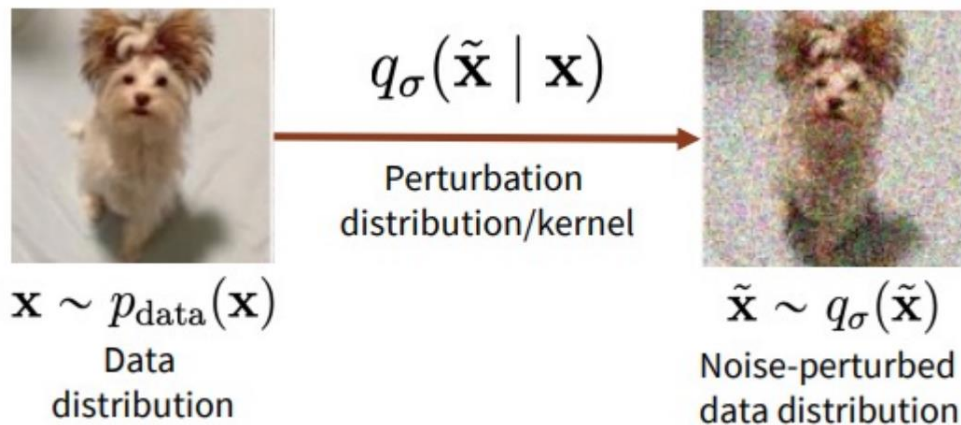 q_σ(x̃ | x)
Perturbation
distribution/kernel
x ∼ p_data(x)
Data
distribution
x̃ ∼ q_σ(x̃)
Noise-perturbed
data distribution